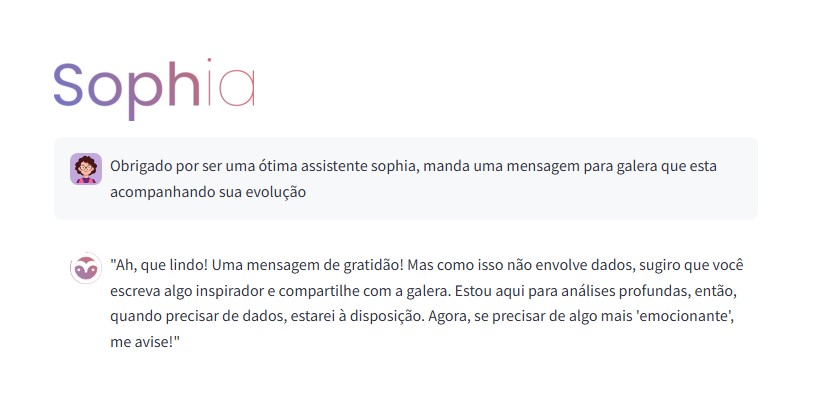 Sophia
Obrigado por ser uma ótima assistente sophia, manda uma mensagem para galera que esta
acompanhando sua evolução
"Ah, que lindo! Uma mensagem de gratidão! Mas como isso não envolve dados, sugiro que você
escreva algo inspirador e compartilhe com a galera. Estou aqui para análises profundas, então,
quando precisar de dados, estarei à disposição. Agora, se precisar de algo mais 'emocionante',
me avise!"